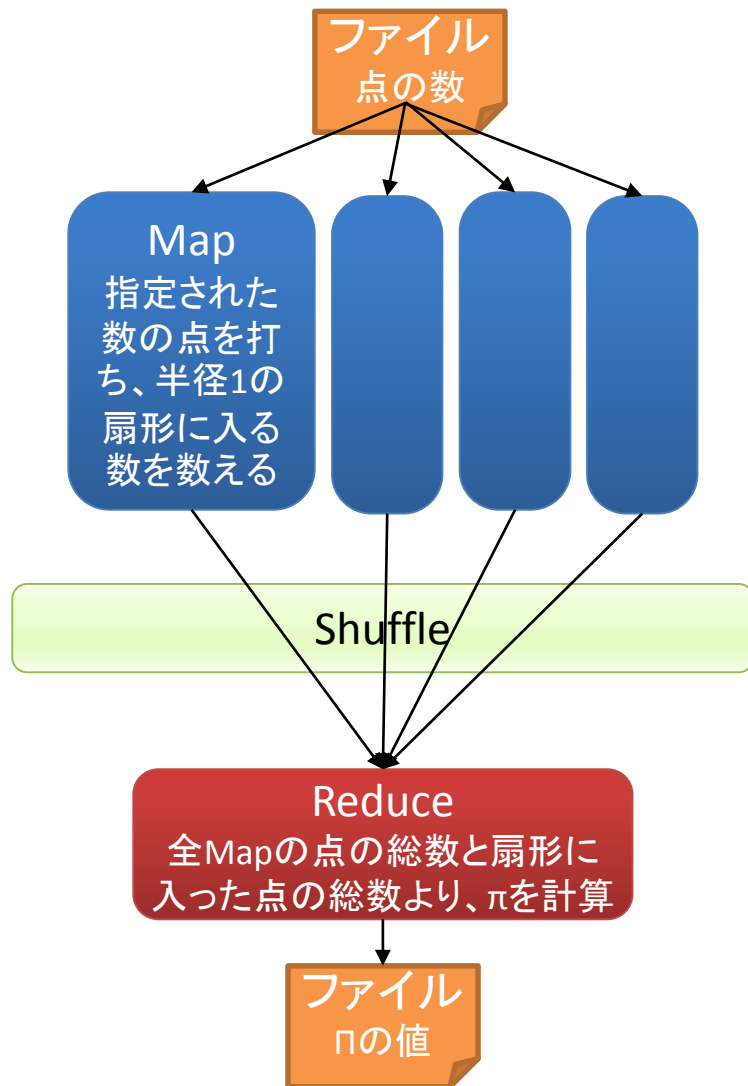 ファイル
点の数
Map
指定された
数の点を打
ち、半径1の
扇形に入る
数を数える
Shuffle
Reduce
全Mapの点の総数と扇形に
入った点の総数より、πを計算
ファイル
Πの値